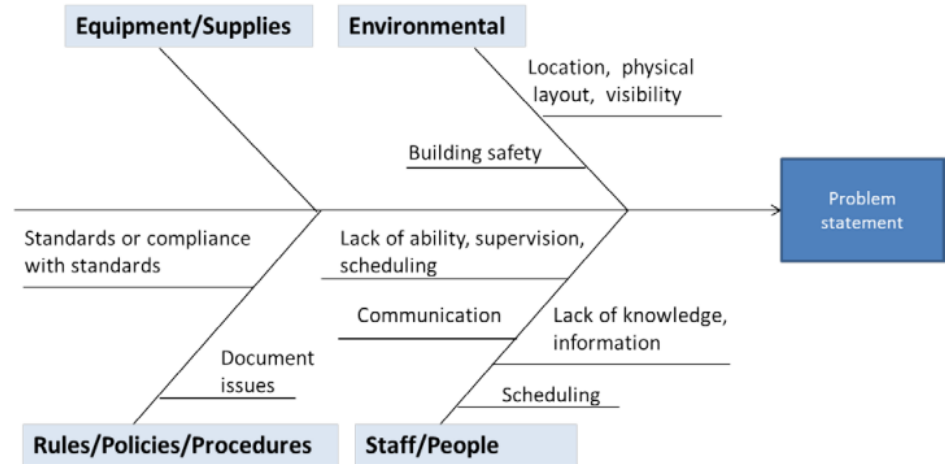 Equipment/Supplies
Environmental
Location, physical
layout, visibility
Building safety
Problem
statement
Standards or compliance
with standards
Lack of ability, supervision,
scheduling
Communication
Lack of knowledge,
information
Document
issues
Scheduling
Rules/Policies/Procedures
Staff/People